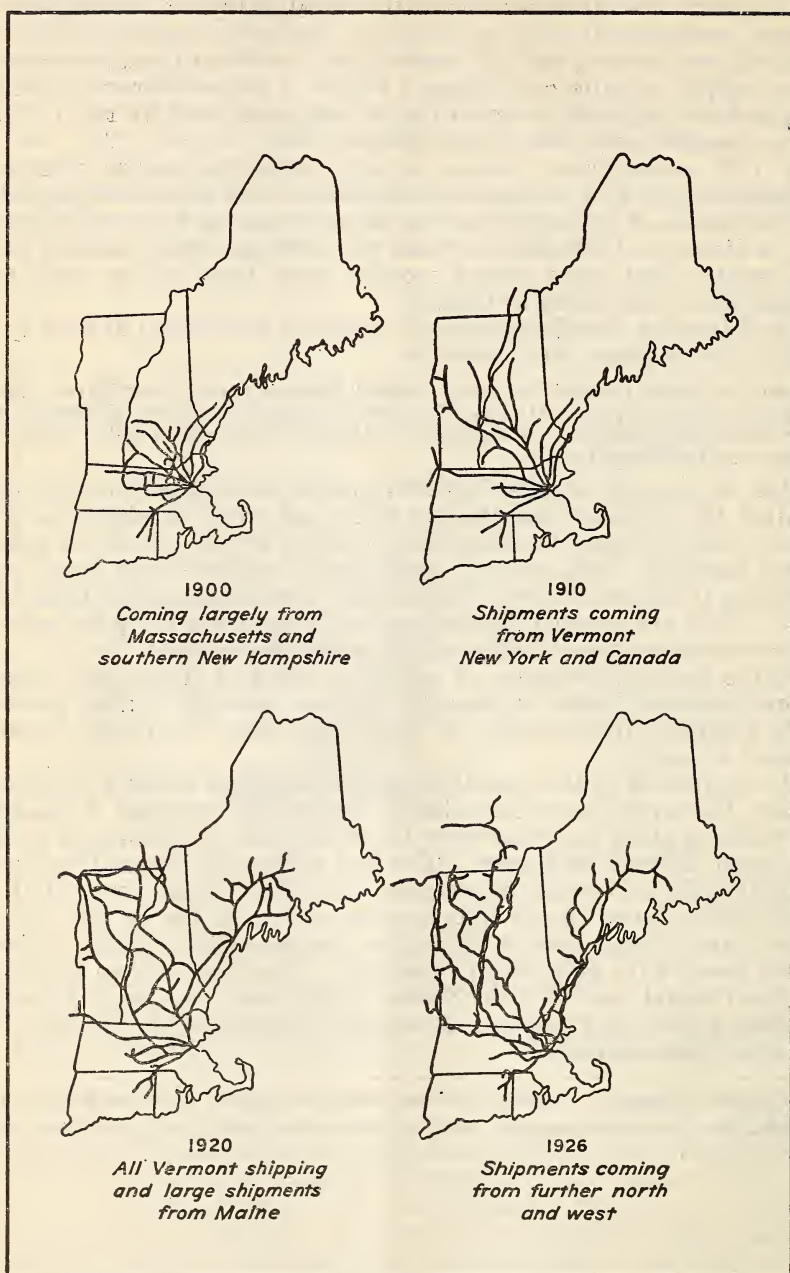 1900
Coming largely from
Massachusetts and
southern New Hampshire
1910
Shipments coming
from Vermont
New York and Canada
1920
All Vermont shipping
and large shipments
from Maine
1926
Shipments coming
from further north
and west